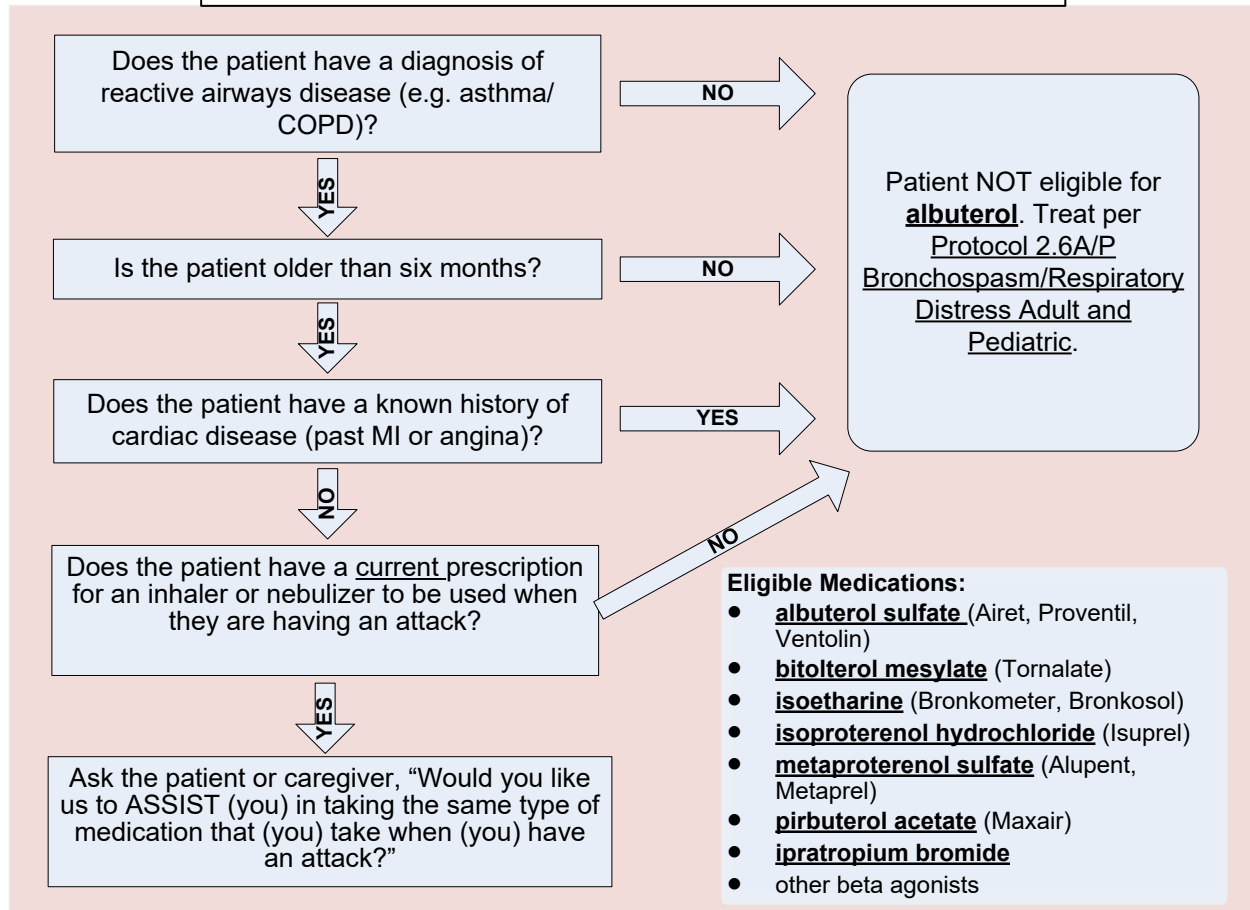 Does the patient have a diagnosis of
reactive airways disease (e.g. asthma/
COPD)?
NO
YES
Patient NOT eligible for
albuterol. Treat per
Protocol 2.6A/P
Bronchospasm/Respiratory
Distress Adult and
Pediatric.
Is the patient older than six months?
NO
YES
Does the patient have a known history of
cardiac disease (past MI or angina)?
YES
NO
Does the patient have a current prescription
for an inhaler or nebulizer to be used when
they are having an attack?
NO
YES
Ask the patient or caregiver, “Would you like
us to ASSIST (you) in taking the same type of
medication that (you) take when (you) have
an attack?”
Eligible Medications:
● albuterol sulfate (Airet, Proventil,
Ventolin)
● bitolterol mesylate (Tornalate)
● isoetharine (Bronkometer, Bronkosol)
● isoproterenol hydrochloride (Isuprel)
● metaproterenol sulfate (Alupent,
Metaprel)
● pirbuterol acetate (Maxair)
● ipratropium bromide
● other beta agonists